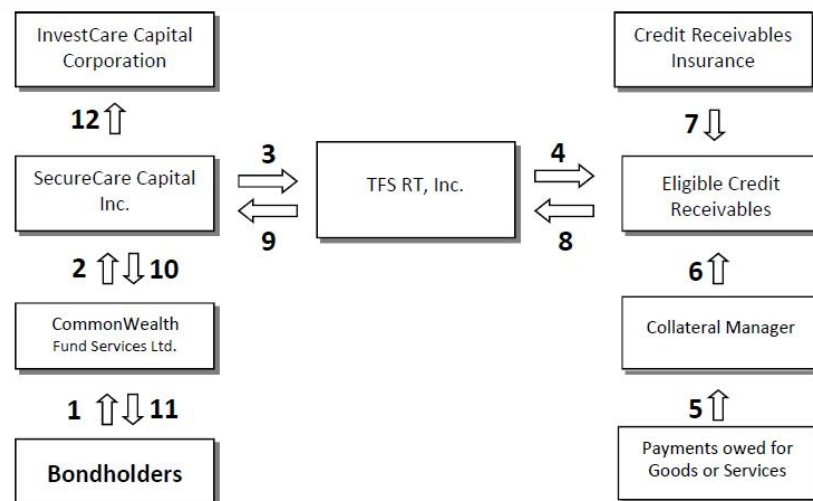 InvestCare Capital
Corporation
Credit Receivables
Insurance
12
7
SecureCare Capital
Inc.
3
TFS RT, Inc.
4
Eligible Credit
Receivables
9
8
2
10
6
CommonWealth
Fund Services Ltd.
Collateral Manager
1
11
5
Bondholders
Payments owed for
Goods or Services